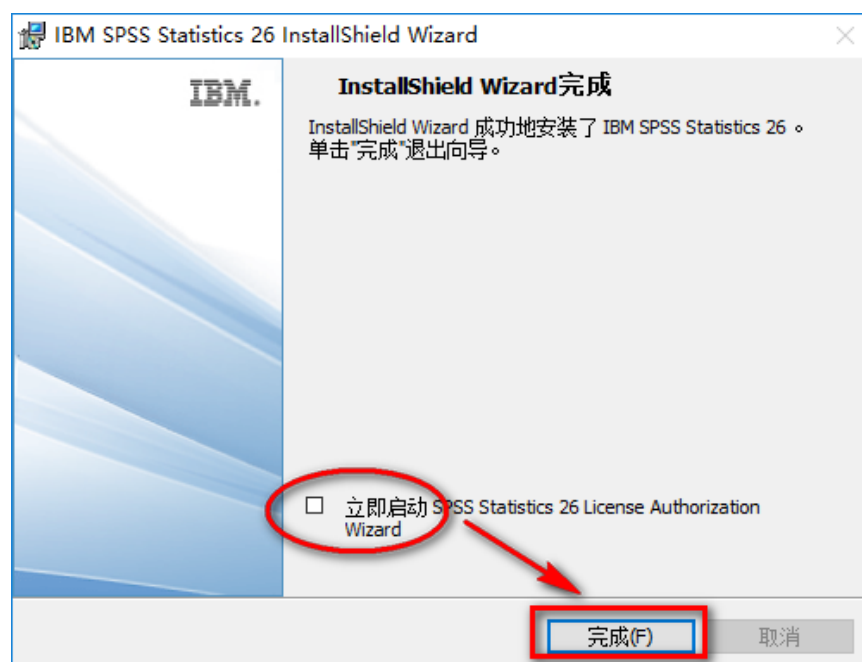 IBM SPSS Statistics 26 InstallShield Wizard
IBM.
InstallShield Wizard完成
InstallShield Wizard 成功地安装了 IBM SPSS Statistics 26 。
单击"完成"退出向导。
立即启动 SPSS Statistics 26 License Authorization
Wizard
完成(F)
取消